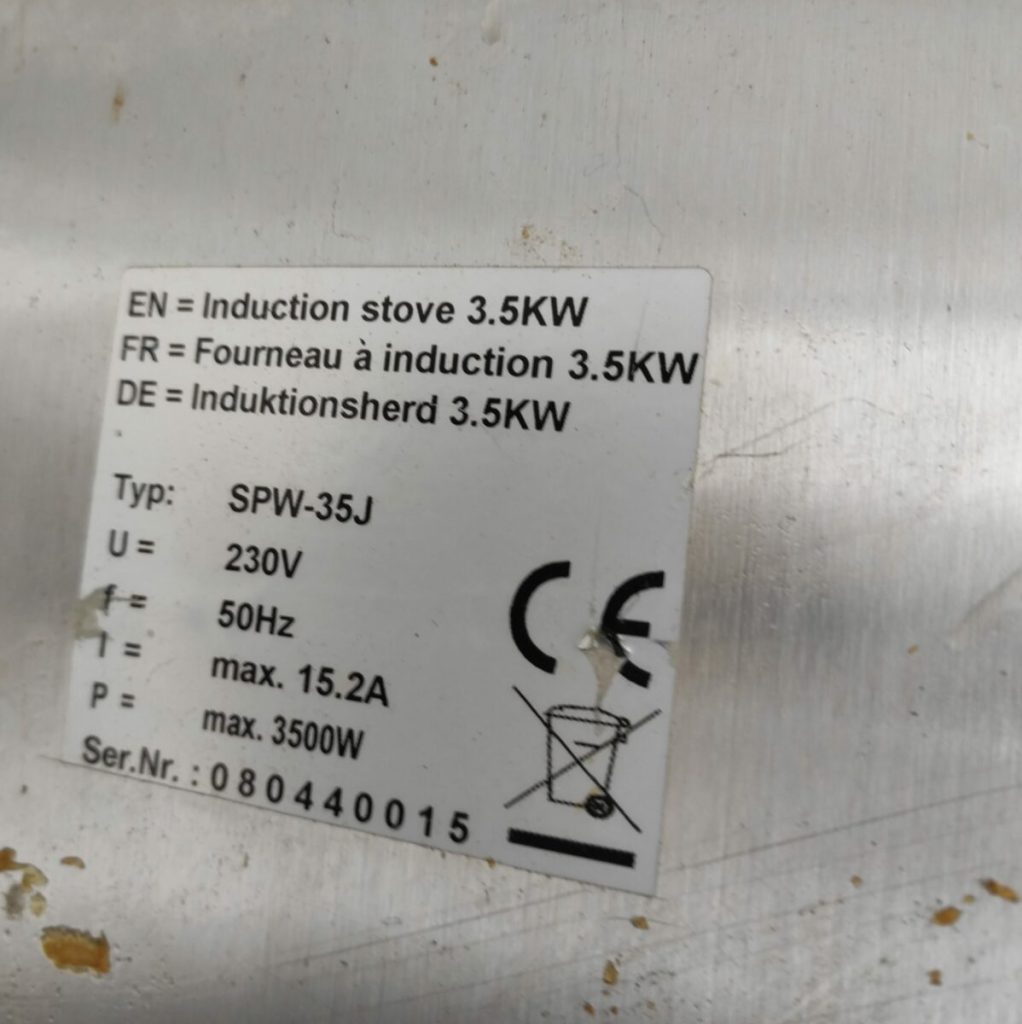 EN = Induction stove 3.5KW
FR = Fourneau à induction 3.5KW
DE = Induktionsherd 3.5KW
Typ: SPW-35J
U = 230V
f = 50Hz
I = max. 15.2A
P = max. 3500W
Ser.Nr. : 080440015
CE